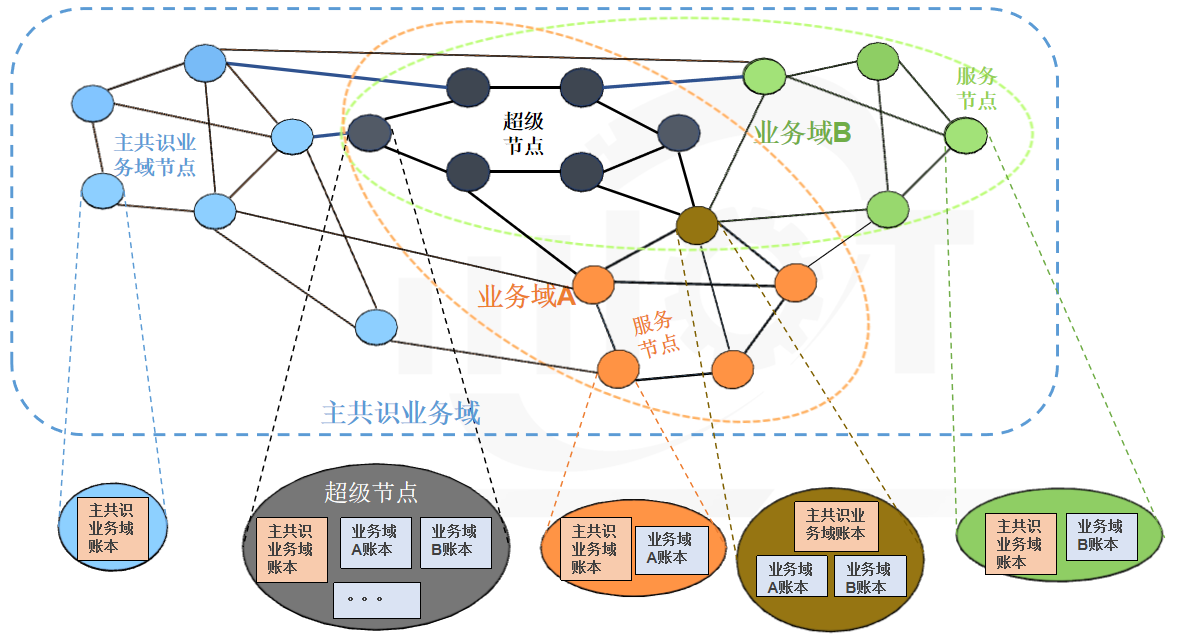 服务
节点
超级
节点
业务域B
主共识业
务域节点
业务域A
服务
节点
主共识业务域
超级节点
主共识
业务域
账本
主共识
业务域
账本
业务域
A账本
业务域
B账本
。。。
主共识
业务域
账本
业务域
A账本
主共识业
务域账本
业务域
A账本
业务域
B账本
主共识
业务域
账本
业务域
B账本